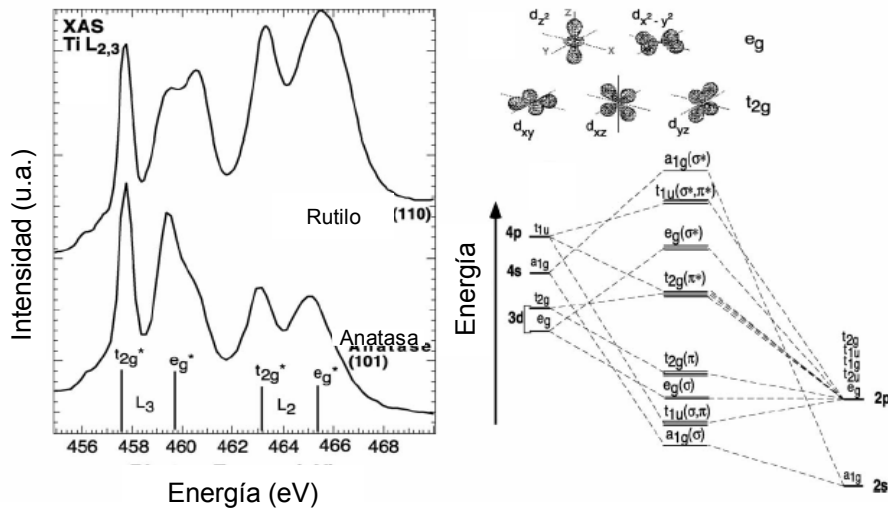 XAS
Ti L2,3
Intensidad (u.a.)
Rutilo
(110)
Anatasa
Anatase
(101)
t2g*
eg*
t2g*
eg*
L3
L2
456
458
460
462
464
466
468
Energía (eV)
dz²
dx² - y²
Z
Y
X
eg
dxy
dxz
dyz
t2g
Energía
a1g(σ*)
t1u(σ*,π*)
4p
t1u
eg(σ*)
4s
a1g
t2g(π*)
3d
t2g
eg
t2g(π)
eg(σ)
t1u(σ,π)
a1g(σ)
t2g
t1u
t1g
t2u
eg
2p
a1g
2s